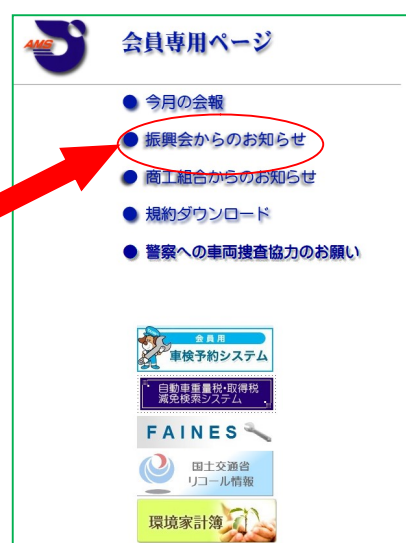 AMS
会員専用ページ
今月の会報
振興会からのお知らせ
商工組合からのお知らせ
規約ダウンロード
警察への車両捜査協力のお願い
会員用
車検予約システム
自動車重量税・取得税
減免検索システム
FAINES
国土交通省
リコール情報
環境家計簿